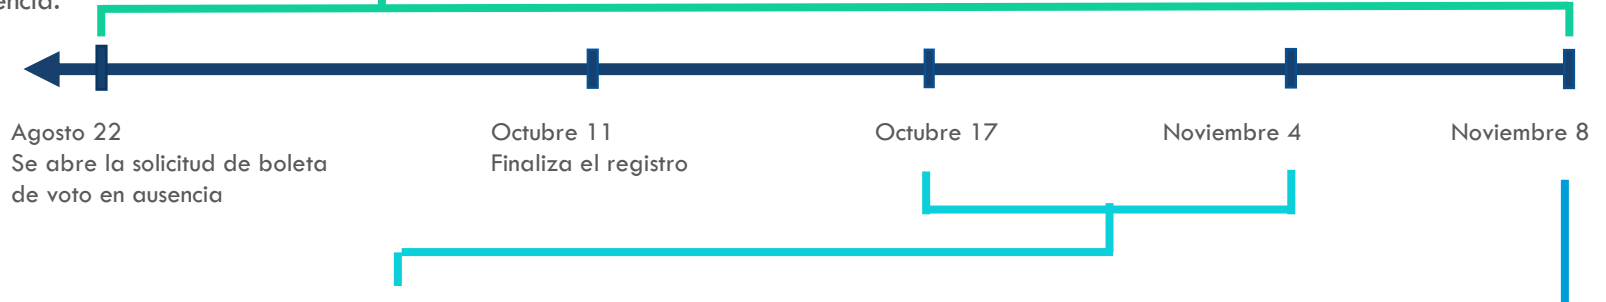 Agosto 22
Se abre la solicitud de boleta
de voto en ausencia
Octubre 11
Finaliza el registro
Octubre 17
Noviembre 4
Noviembre 8